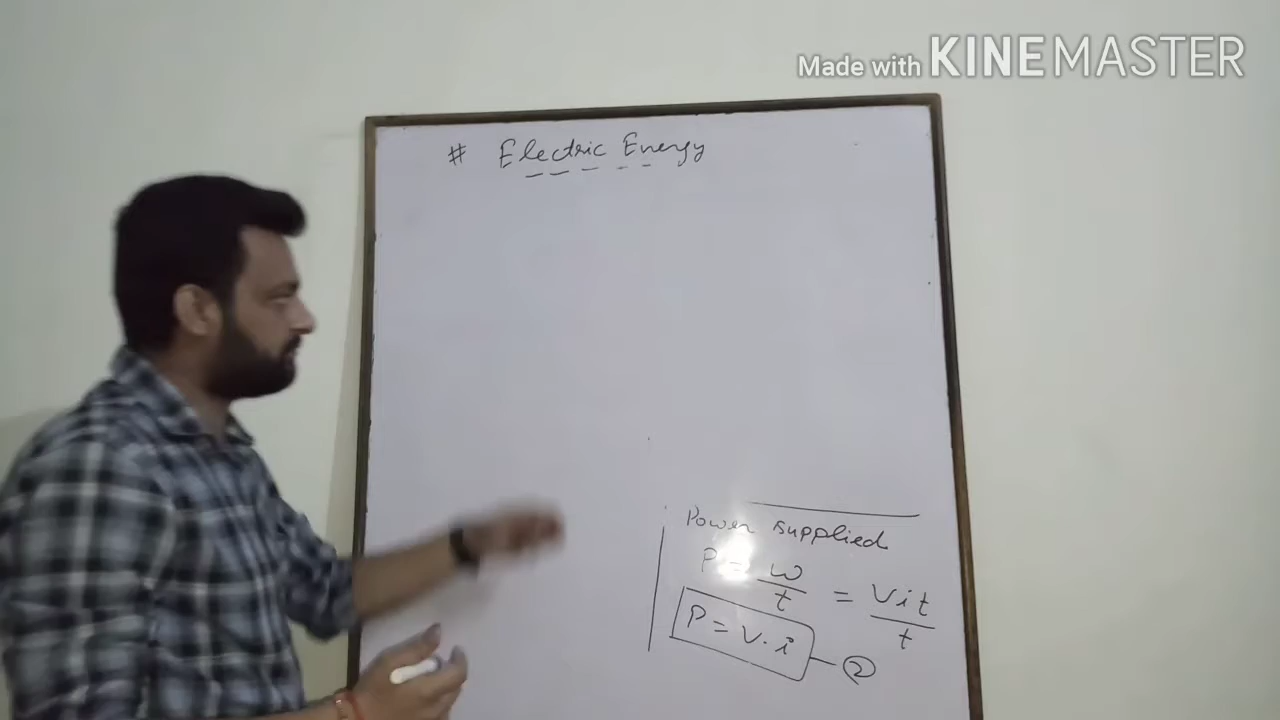 Made with KINEMASTER
# Electric Energy
Power supplied
P = w/t = Vit/t
P = V. i — ②